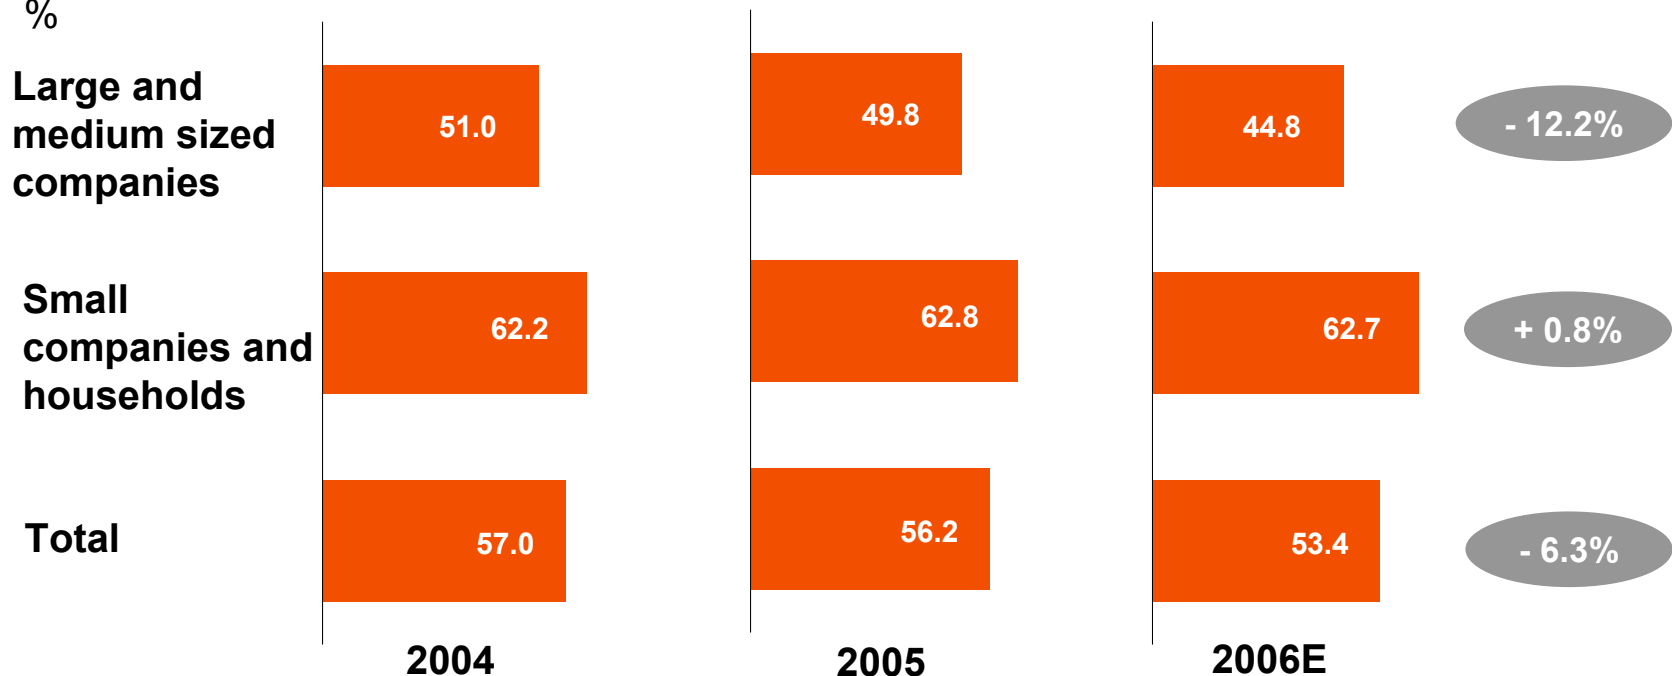 %
Large and
medium sized
companies
51.0
49.8
44.8
- 12.2%
Small
companies and
households
62.2
62.8
62.7
+ 0.8%
Total
57.0
56.2
53.4
- 6.3%
2004
2005
2006E